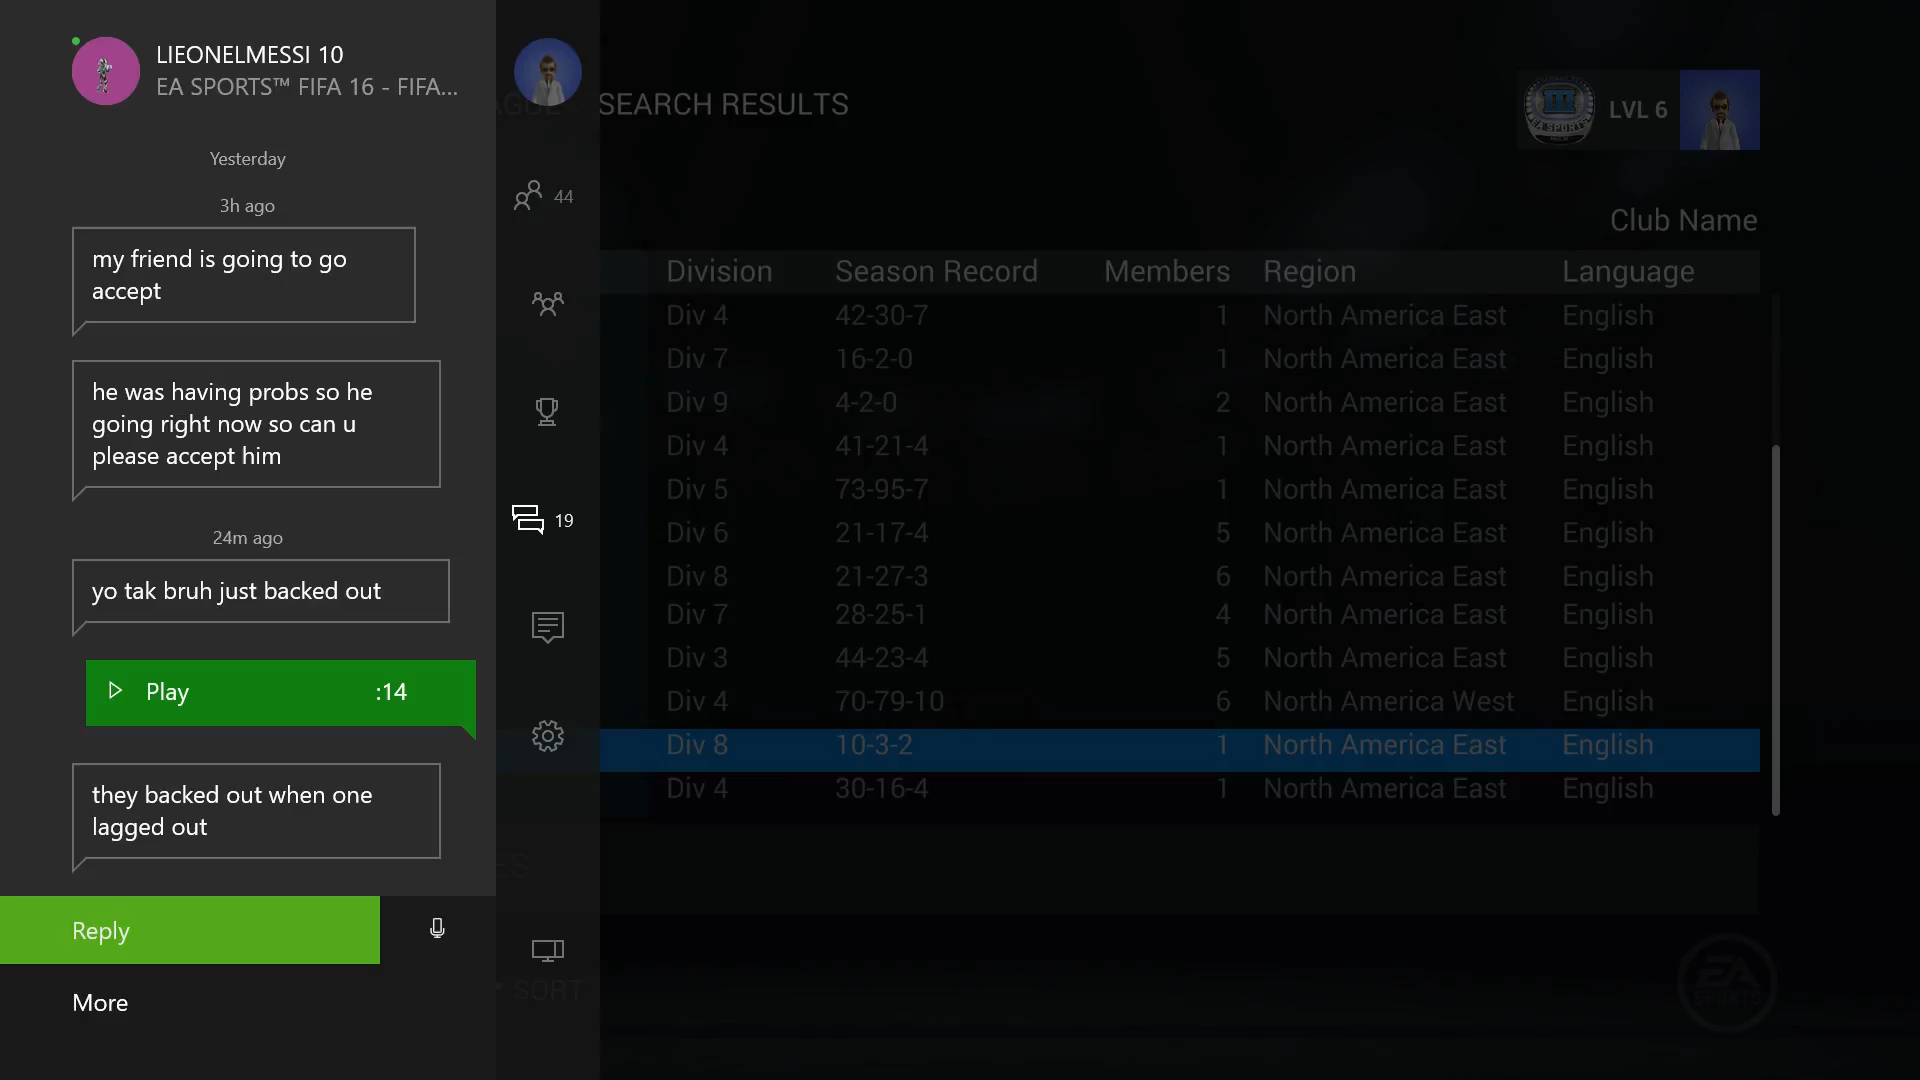 LIEONELMESSI 10
EA SPORTS™ FIFA 16 - FIFA...
Yesterday
3h ago
my friend is going to go
accept
he was having probs so he
going right now so can u
please accept him
24m ago
yo tak bruh just backed out
Play :14
they backed out when one
lagged out
Reply
More
44
19
SORT
SEARCH RESULTS
III
EA SPORTS
LVL 6
Club Name
Division Season Record Members Region Language
Div 4 42-30-7 1 North America East English
Div 7 16-2-0 1 North America East English
Div 9 4-2-0 2 North America East English
Div 4 41-21-4 1 North America East English
Div 5 73-95-7 1 North America East English
Div 6 21-17-4 5 North America East English
Div 8 21-27-3 6 North America East English
Div 7 28-25-1 4 North America East English
Div 3 44-23-4 5 North America East English
Div 4 70-79-10 6 North America West English
Div 8 10-3-2 1 North America East English
Div 4 30-16-4 1 North America East English
EA
SPORTS